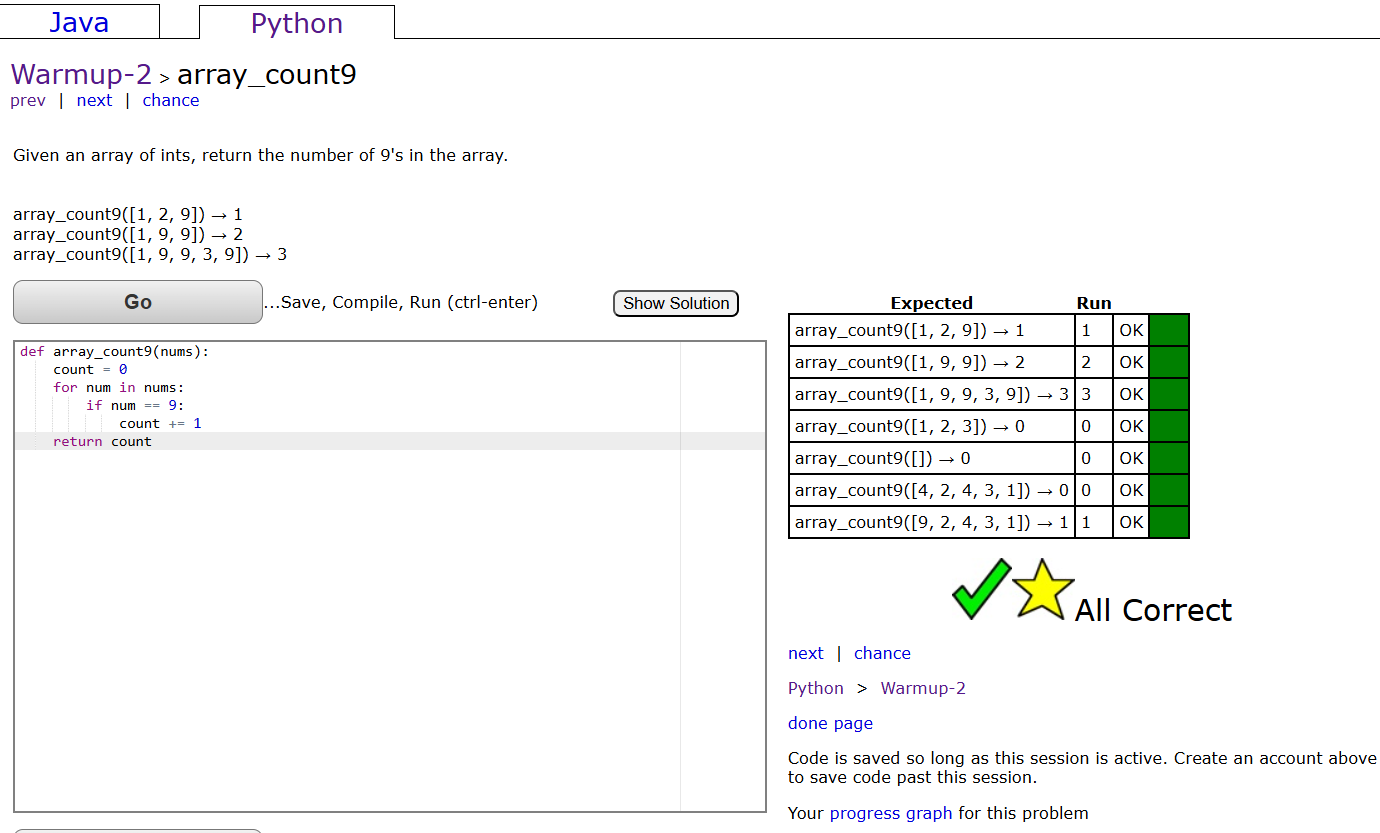 Java
Python
Warmup-2 > array_count9
prev | next | chance
Given an array of ints, return the number of 9's in the array.
array_count9([1, 2, 9]) → 1
array_count9([1, 9, 9]) → 2
array_count9([1, 9, 9, 3, 9]) → 3
Go
...Save, Compile, Run (ctrl-enter)
Show Solution
def array_count9(nums):
    count = 0
    for num in nums:
        if num == 9:
            count += 1
    return count
Expected Run
array_count9([1, 2, 9]) → 1 1 OK
array_count9([1, 9, 9]) → 2 2 OK
array_count9([1, 9, 9, 3, 9]) → 3 3 OK
array_count9([1, 2, 3]) → 0 0 OK
array_count9([]) → 0 0 OK
array_count9([4, 2, 4, 3, 1]) → 0 0 OK
array_count9([9, 2, 4, 3, 1]) → 1 1 OK
All Correct
next | chance
Python > Warmup-2
done page
Code is saved so long as this session is active. Create an account above
to save code past this session.
Your progress graph for this problem